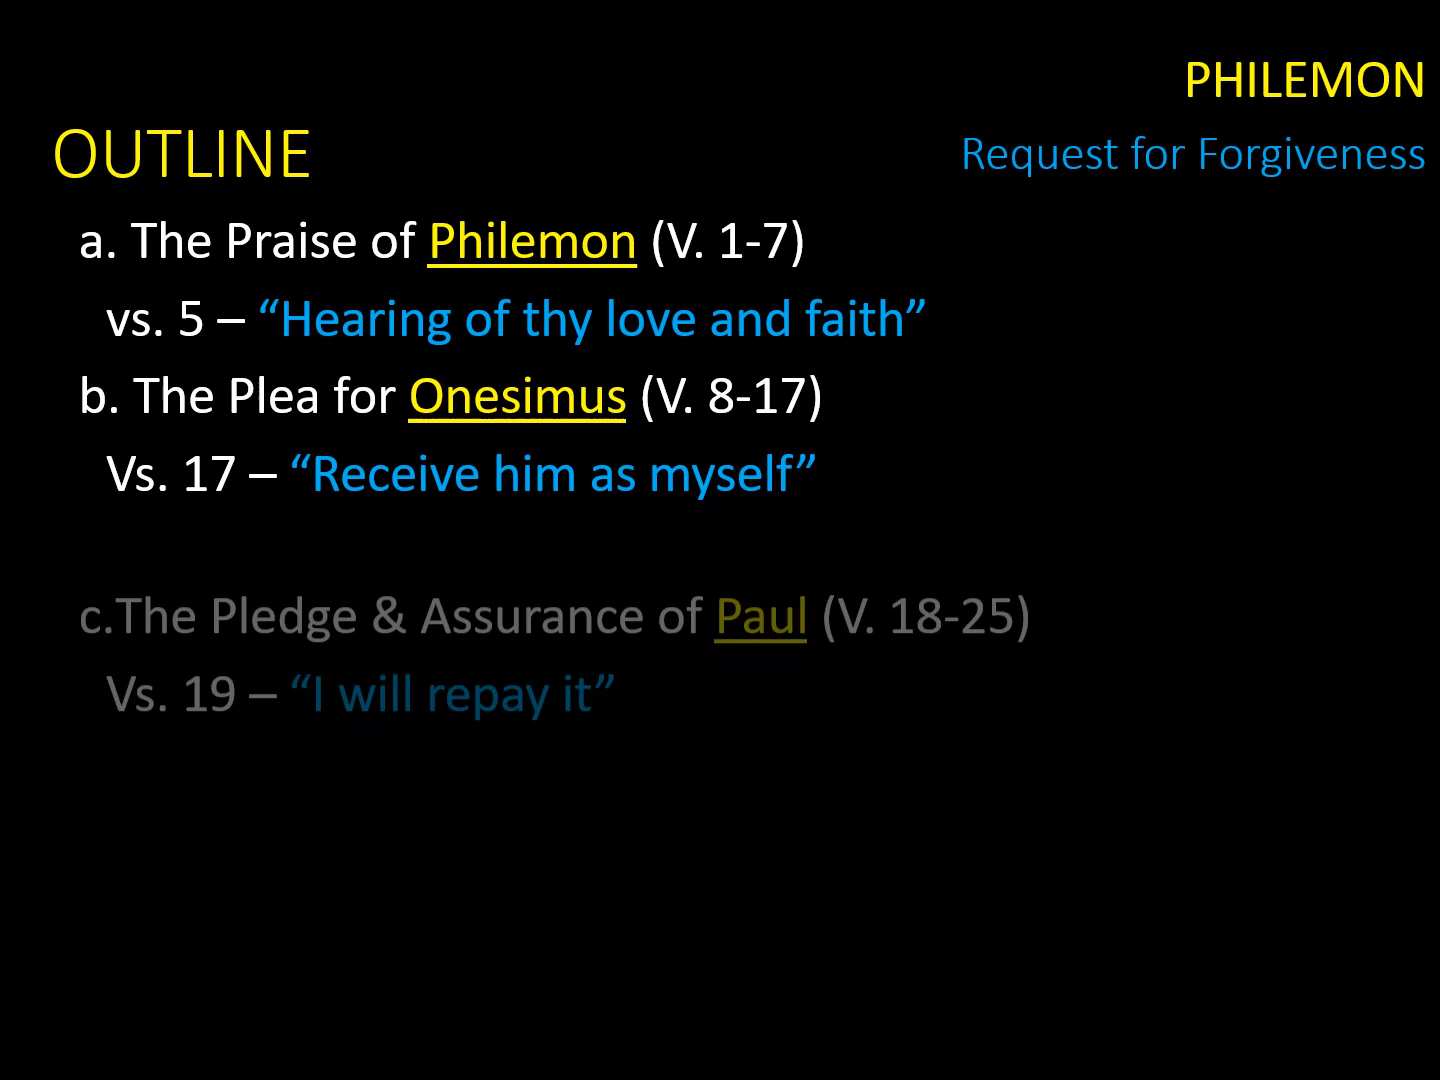 PHILEMON
OUTLINE
Request for Forgiveness
a. The Praise of Philemon (V. 1-7)
vs. 5 – “Hearing of thy love and faith”
b. The Plea for Onesimus (V. 8-17)
Vs. 17 – “Receive him as myself”
c.The Pledge & Assurance of Paul (V. 18-25)
Vs. 19 – “I will repay it”